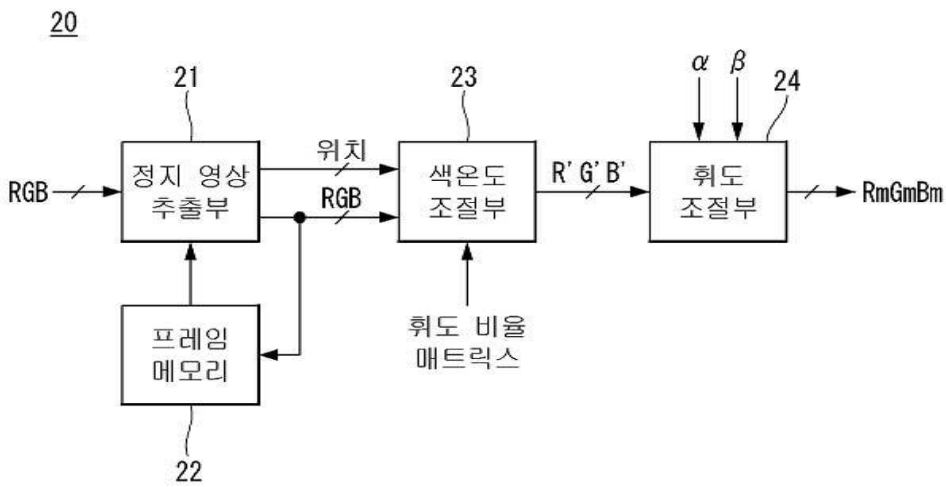 20
21
23
α β
24
RGB
정지 영상
추출부
위치
RGB
색온도
조절부
R' G' B'
휘도
조절부
RmGmBm
프레임
메모리
휘도 비율
매트릭스
22